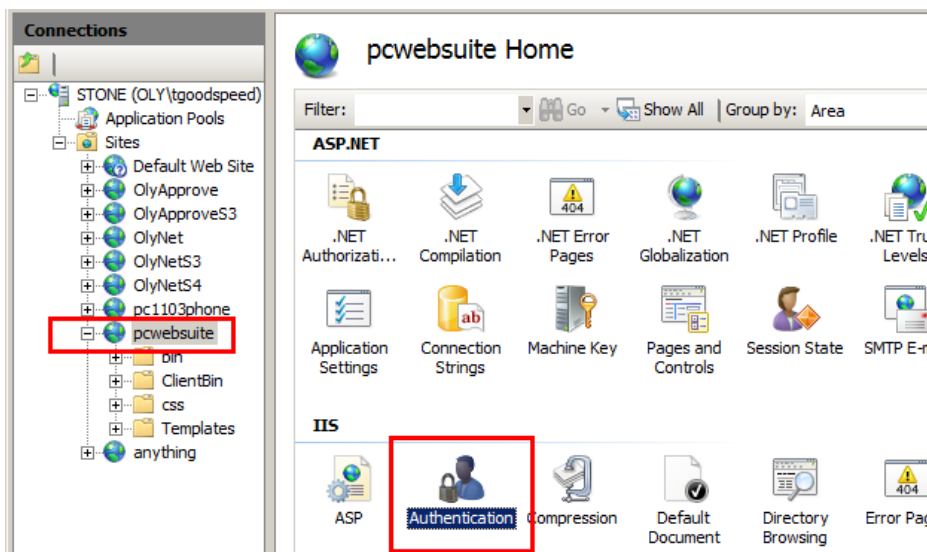 Connections
STONE (OLY\tgoodspeed)
Application Pools
Sites
Default Web Site
OlyApprove
OlyApproveS3
OlyNet
OlyNetS3
OlyNetS4
pc1103phone
pcwebsuite
bin
ClientBin
css
Templates
anything
pcwebsuite Home
Filter: Go Show All Group by: Area
ASP.NET
404
.NET .NET .NET Error .NET .NET Profile .NET Tru
Authorizati... Compilation Pages Globalization Levels
ab
Application Connection Machine Key Pages and Session State SMTP E-m
Settings Strings Controls
IIS
404
ASP Authentication Compression Default Directory Error Pag
Document Browsing